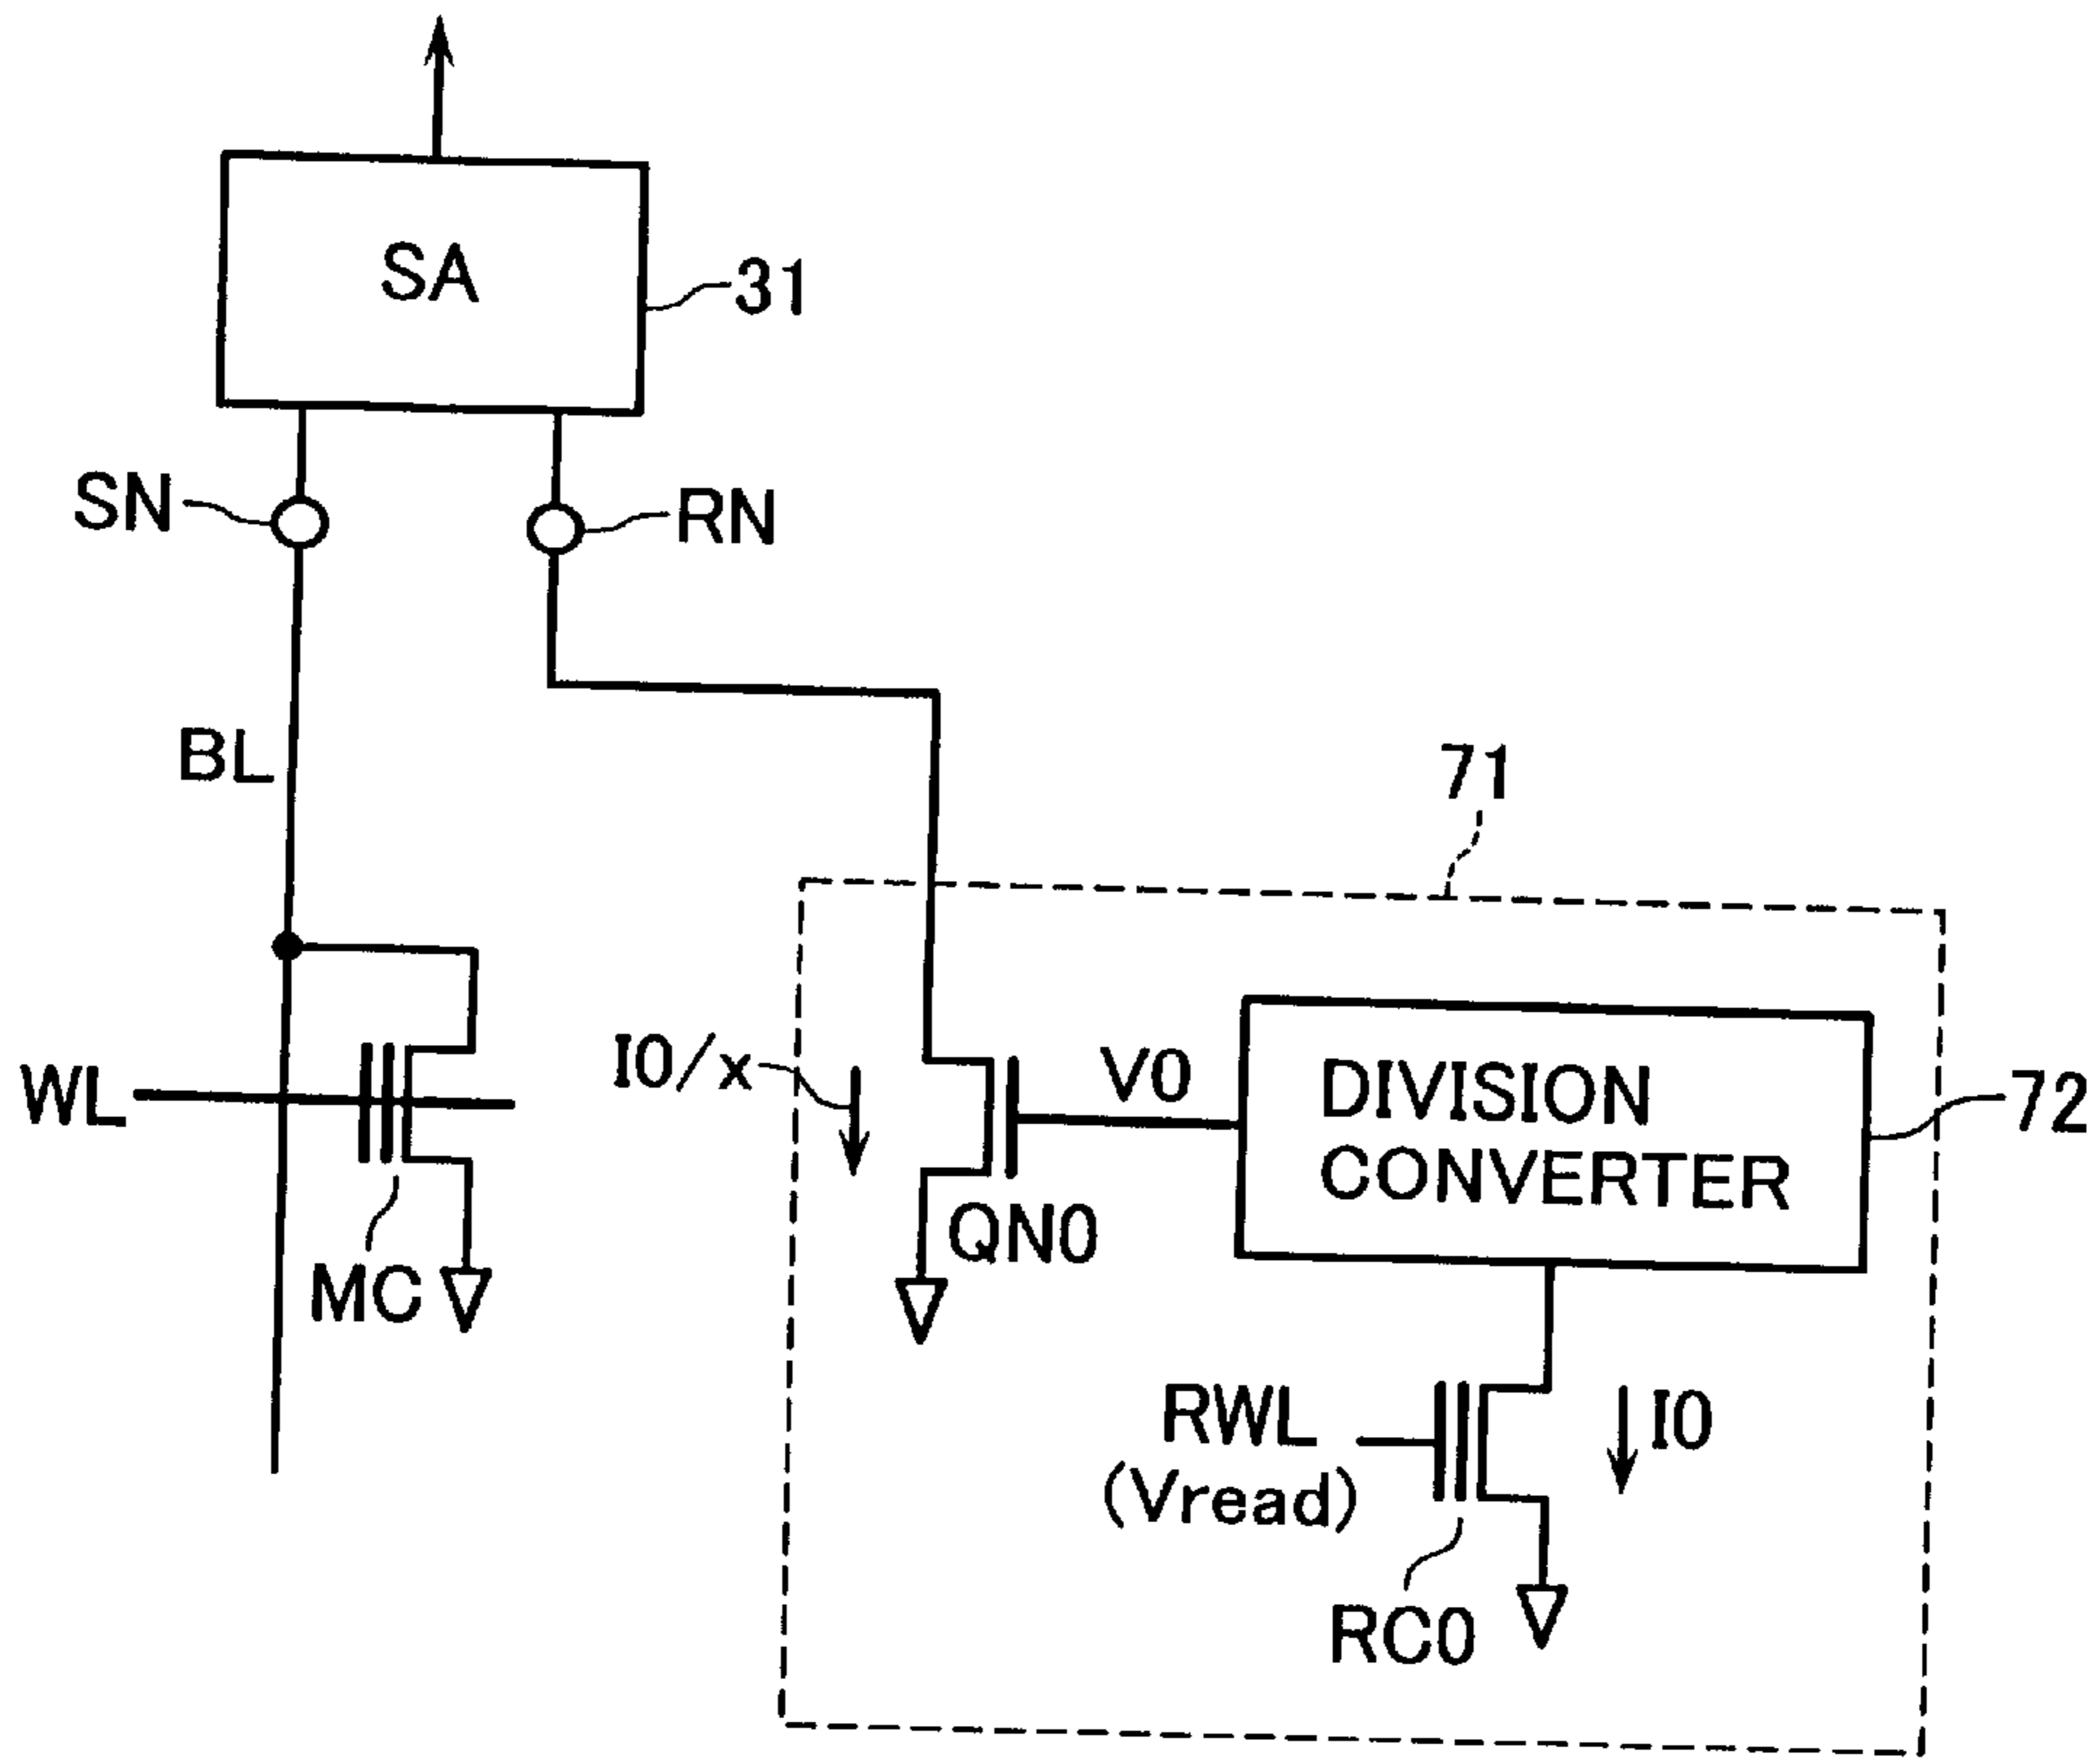 SA
31
SN
RN
BL
71
WL
I0/x
V0
DIVISION
CONVERTER
72
QN0
MC
RWL
(Vread)
I0
RC0